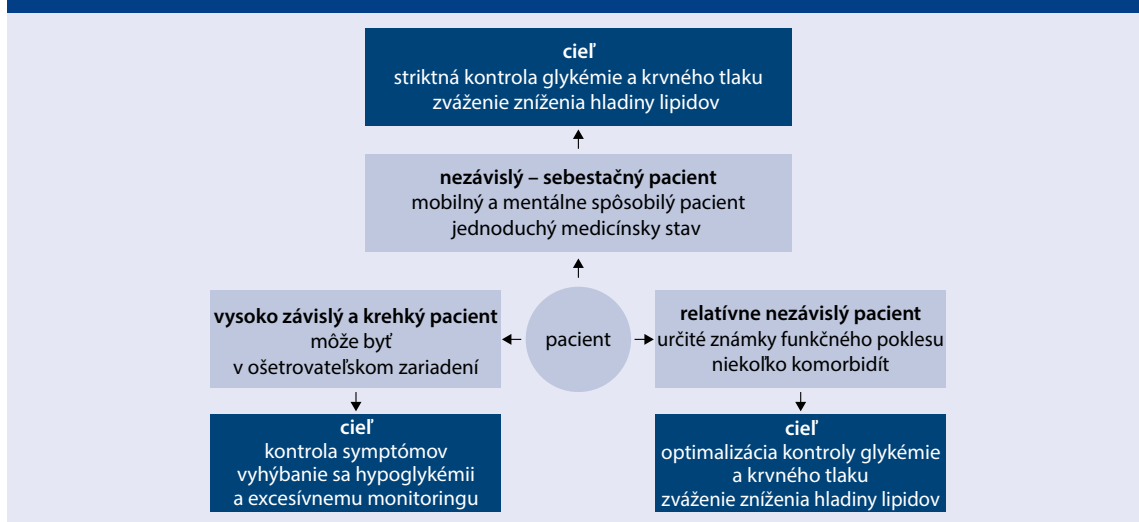 cieľ
striktná kontrola glykémie a krvného tlaku
zváženie zníženia hladiny lipidov
nezávislý – sebestačný pacient
mobilný a mentálne spôsobilý pacient
jednoduchý medicínsky stav
vysoko závislý a krehký pacient
môže byť
v ošetrovateľskom zariadení
pacient
relatívne nezávislý pacient
určité známky funkčného poklesu
niekoľko komorbidít
cieľ
kontrola symptómov
vyhýbanie sa hypoglykémii
a excesívnemu monitoringu
cieľ
optimalizácia kontroly glykémie
a krvného tlaku
zváženie zníženia hladiny lipidov